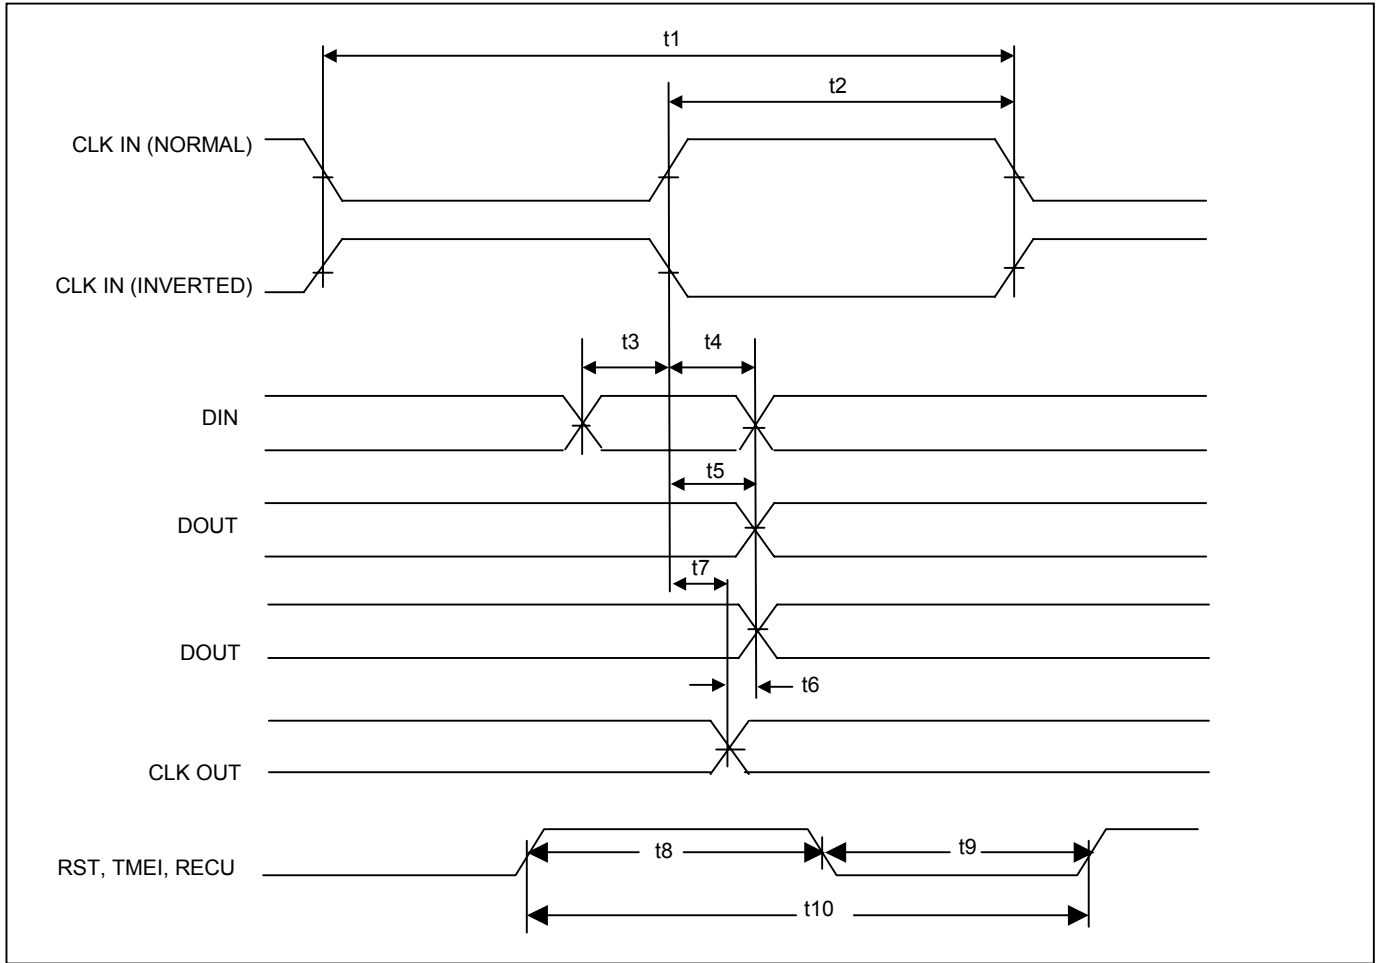 t1
t2
CLK IN (NORMAL)
CLK IN (INVERTED)
t3
t4
DIN
t5
DOUT
t7
DOUT
t6
CLK OUT
RST, TMEI, RECU
t8
t9
t10